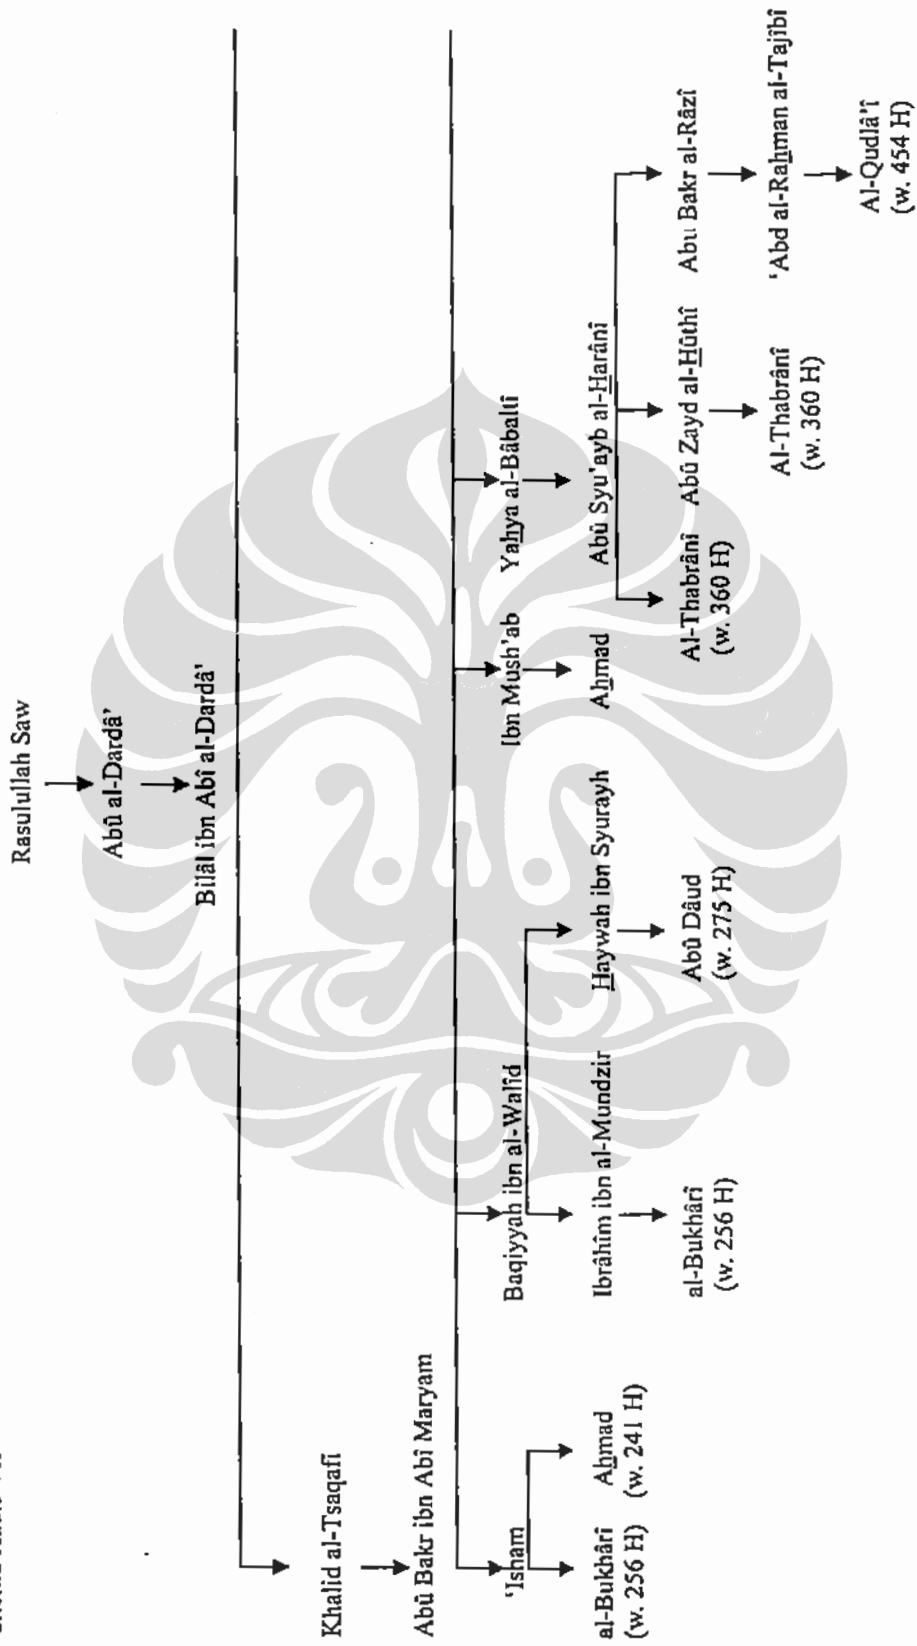 Rasulullah Saw
Abû al-Dardâ'
Bilâl ibn Abî al-Dardâ'
Khalid al-Tsaqafî
Abû Bakr ibn Abî Maryam
'Isham
Baqiyyah ibn al-Walîd
Ibn Mush'ab
Yahya al-Bâbaltî
al-Bukhârî
(w. 256 H)
Ahmad
(w. 241 H)
Ibrâhîm ibn al-Mundzir
Haywah ibn Syurayh
Ahmad
Abû Syu'ayb al-Harânî
al-Bukhârî
(w. 256 H)
Abû Dâud
(w. 275 H)
Al-Thabrânî
(w. 360 H)
Abû Zayd al-Hûthî
Abu Bakr al-Râzî
Al-Thabrânî
(w. 360 H)
'Abd al-Rahman al-Tajîbî
Al-Qudlâ'î
(w. 454 H)